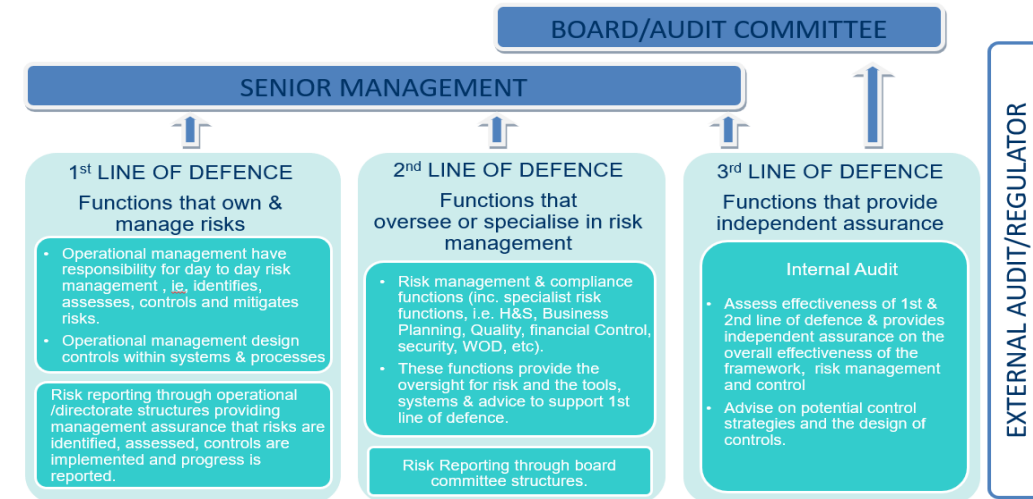 BOARD/AUDIT COMMITTEE
SENIOR MANAGEMENT
1st LINE OF DEFENCE
Functions that own &
manage risks
• Operational management have
responsibility for day to day risk
management , ie, identifies,
assesses, controls and mitigates
risks.
• Operational management design
controls within systems & processes
Risk reporting through operational
/directorate structures providing
management assurance that risks are
identified, assessed, controls are
implemented and progress is
reported.
2nd LINE OF DEFENCE
Functions that
oversee or specialise in risk
management
• Risk management & compliance
functions (inc. specialist risk
functions, i.e. H&S, Business
Planning, Quality, financial Control,
security, WOD, etc).
• These functions provide the
oversight for risk and the tools,
systems & advice to support 1st
line of defence.
Risk Reporting through board
committee structures.
3rd LINE OF DEFENCE
Functions that provide
independent assurance
Internal Audit
• Assess effectiveness of 1st &
2nd line of defence & provides
independent assurance on the
overall effectiveness of the
framework, risk management
and control
• Advise on potential control
strategies and the design of
controls.
EXTERNAL AUDIT/REGULATOR